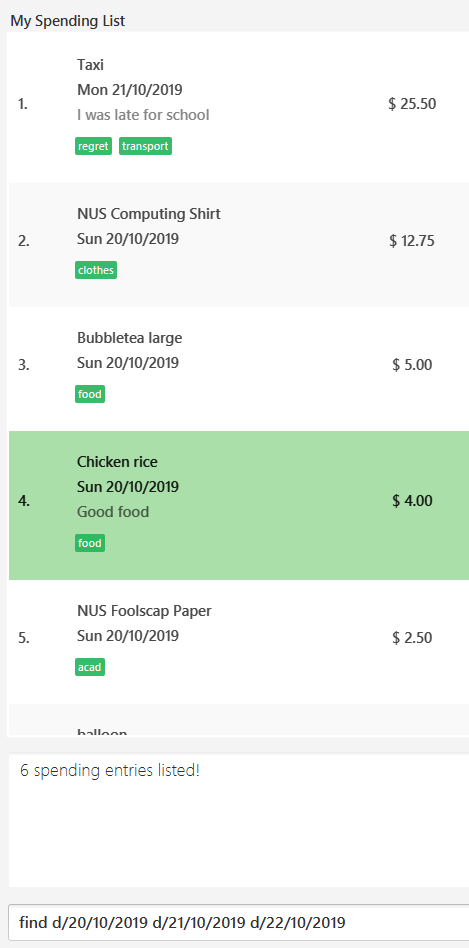 My Spending List
Taxi
Mon 21/10/2019
1.
$ 25.50
I was late for school
regret transport
NUS Computing Shirt
Sun 20/10/2019
2.
$ 12.75
clothes
Bubbletea large
Sun 20/10/2019
3.
$ 5.00
food
Chicken rice
Sun 20/10/2019
4.
$ 4.00
Good food
food
NUS Foolscap Paper
Sun 20/10/2019
5.
$ 2.50
acad
balloon
6 spending entries listed!
find d/20/10/2019 d/21/10/2019 d/22/10/2019